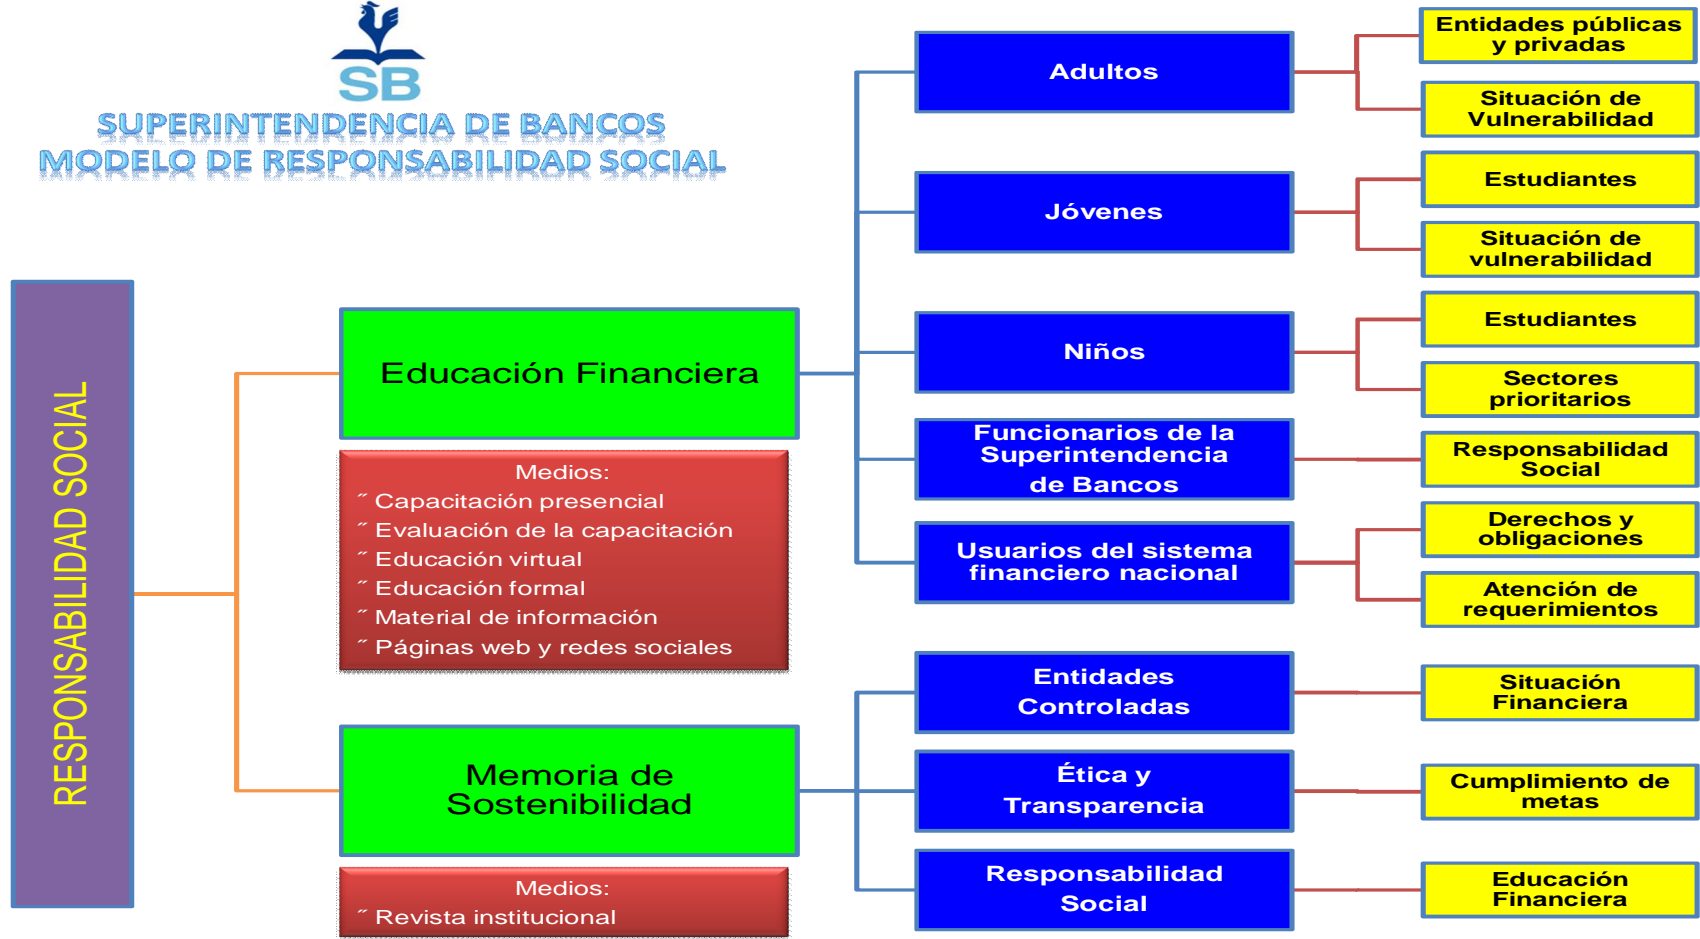 SB
SUPERINTENDENCIA DE BANCOS
MODELO DE RESPONSABILIDAD SOCIAL
RESPONSABILIDAD SOCIAL
Educación Financiera
Medios:
˝ Capacitación presencial
˝ Evaluación de la capacitación
˝ Educación virtual
˝ Educación formal
˝ Material de información
˝ Páginas web y redes sociales
Memoria de
Sostenibilidad
Medios:
˝ Revista institucional
Adultos
Entidades públicas
y privadas
Situación de
Vulnerabilidad
Jóvenes
Estudiantes
Situación de
vulnerabilidad
Niños
Estudiantes
Sectores
prioritarios
Funcionarios de la
Superintendencia
de Bancos
Responsabilidad
Social
Usuarios del sistema
financiero nacional
Derechos y
obligaciones
Atención de
requerimientos
Entidades
Controladas
Situación
Financiera
Ética y
Transparencia
Cumplimiento de
metas
Responsabilidad
Social
Educación
Financiera